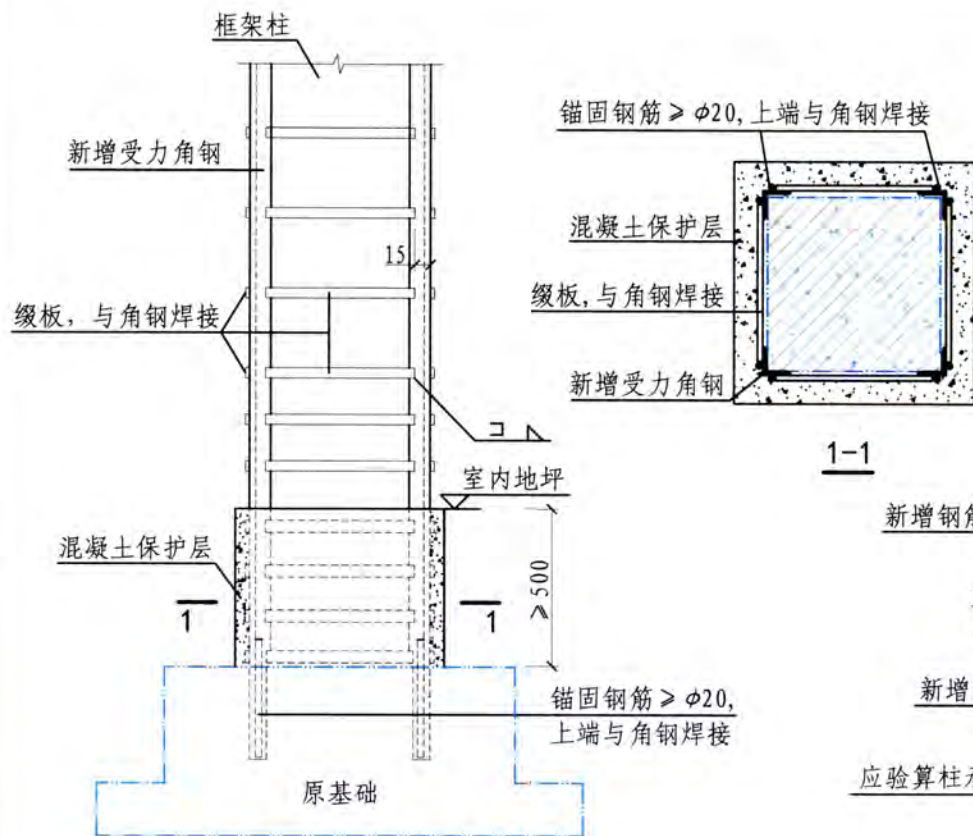 框架柱
新增受力角钢
15
缀板，与角钢焊接
室内地坪
混凝土保护层
1
1
≥500
锚固钢筋≥φ20,
上端与角钢焊接
原基础
锚固钢筋≥φ20,上端与角钢焊接
混凝土保护层
缀板,与角钢焊接
新增受力角钢
1-1
新增钢
新增
应验算柱